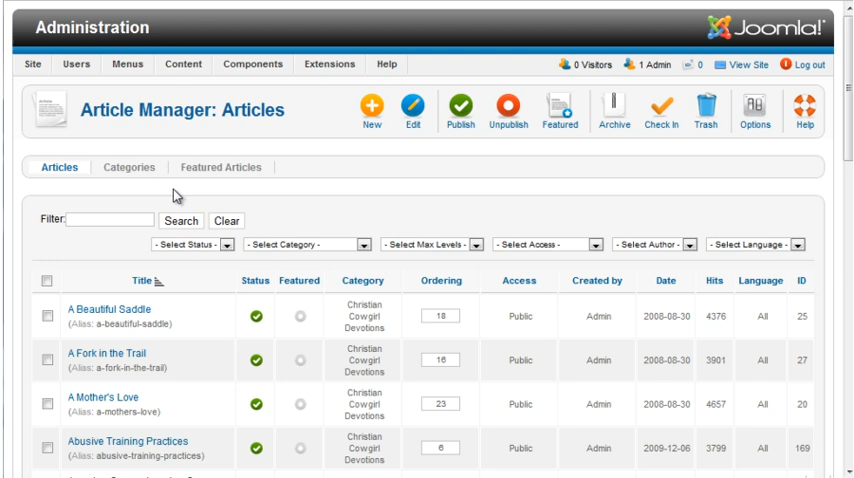 Administration
Joomla!
Site Users Menus Content Components Extensions Help 0 Visitors 1 Admin 0 View Site Log out
Article Manager: Articles
New Edit Publish Unpublish Featured Archive Check In Trash Options Help
Articles Categories Featured Articles
Filter: Search Clear
- Select Status - - Select Category - - Select Max Levels - - Select Access - - Select Author - - Select Language -
Title Status Featured Category Ordering Access Created by Date Hits Language ID
A Beautiful Saddle
(Alias: a-beautiful-saddle)
Christian
Cowgirl
Devotions
18 Public Admin 2008-08-30 4376 All 25
A Fork in the Trail
(Alias: a-fork-in-the-trail)
Christian
Cowgirl
Devotions
16 Public Admin 2008-08-30 3901 All 27
A Mother's Love
(Alias: a-mothers-love)
Christian
Cowgirl
Devotions
23 Public Admin 2008-08-30 4657 All 20
Abusive Training Practices
(Alias: abusive-training-practices)
Christian
Cowgirl
Devotions
6 Public Admin 2009-12-06 3799 All 169